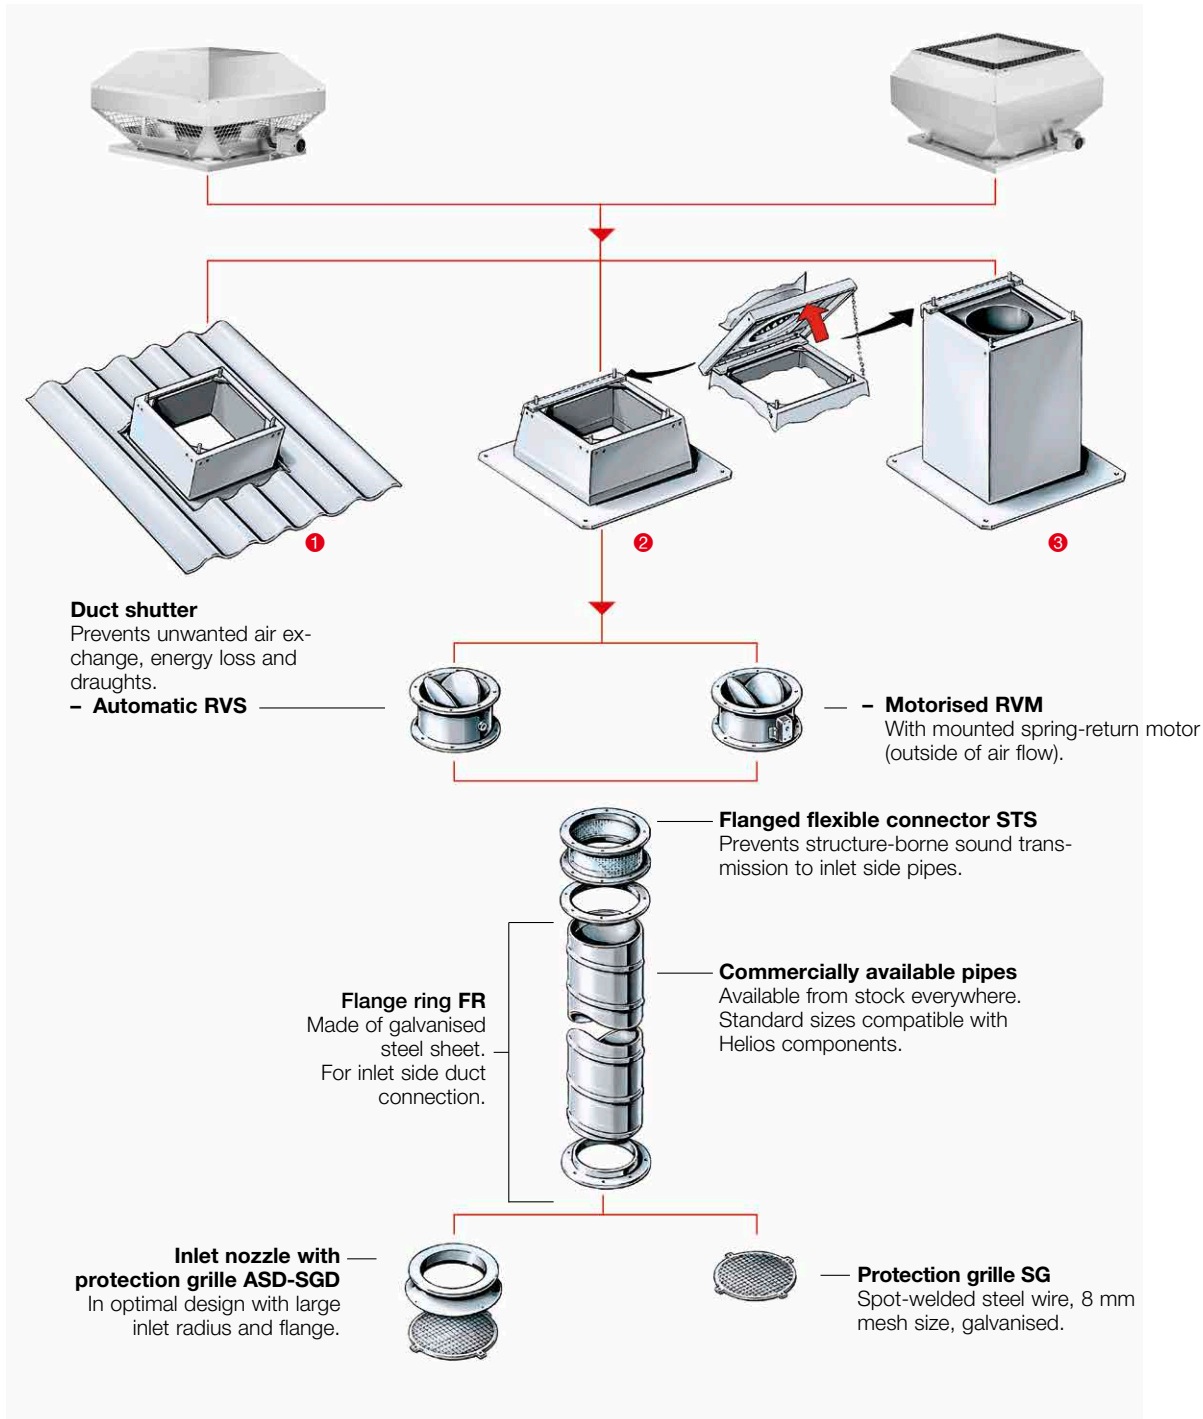 1
2
3
Duct shutter
Prevents unwanted air ex-
change, energy loss and
draughts.
– Automatic RVS
– Motorised RVM
With mounted spring-return motor
(outside of air flow).
Flanged flexible connector STS
Prevents structure-borne sound trans-
mission to inlet side pipes.
Commercially available pipes
Available from stock everywhere.
Standard sizes compatible with
Helios components.
Flange ring FR
Made of galvanised
steel sheet.
For inlet side duct
connection.
Inlet nozzle with
protection grille ASD-SGD
In optimal design with large
inlet radius and flange.
Protection grille SG
Spot-welded steel wire, 8 mm
mesh size, galvanised.